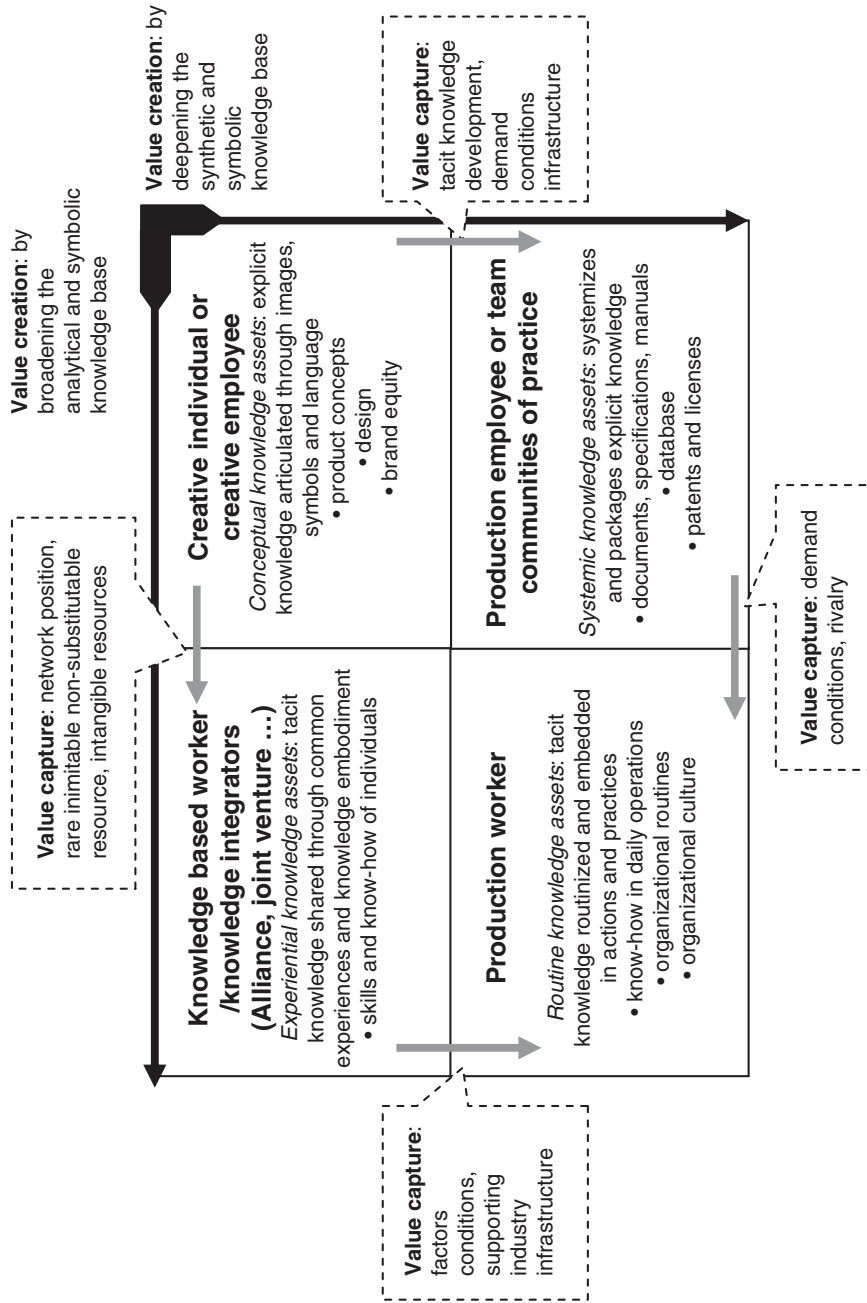 Value creation: by
broadening the
analytical and symbolic
knowledge base
Value creation: by
deepening the
synthetic and
symbolic
knowledge base
Value capture: network position,
rare inimitable non-substitutable
resource, intangible resources
Knowledge based worker
/knowledge integrators
(Alliance, joint venture ...)
Experiential knowledge assets: tacit
knowledge shared through common
experiences and knowledge embodiment
• skills and know-how of individuals
Creative individual or
creative employee
Conceptual knowledge assets: explicit
knowledge articulated through images,
symbols and language
• product concepts
• design
• brand equity
Value capture:
factors
conditions,
supporting
industry
infrastructure
Value capture:
tacit knowledge
development,
demand
conditions
infrastructure
Production worker
Routine knowledge assets: tacit
knowledge routinized and embedded
in actions and practices
• know-how in daily operations
• organizational routines
• organizational culture
Production employee or team
communities of practice
Systemic knowledge assets: systemizes
and packages explicit knowledge
• documents, specifications, manuals
• database
• patents and licenses
Value capture: demand
conditions, rivalry